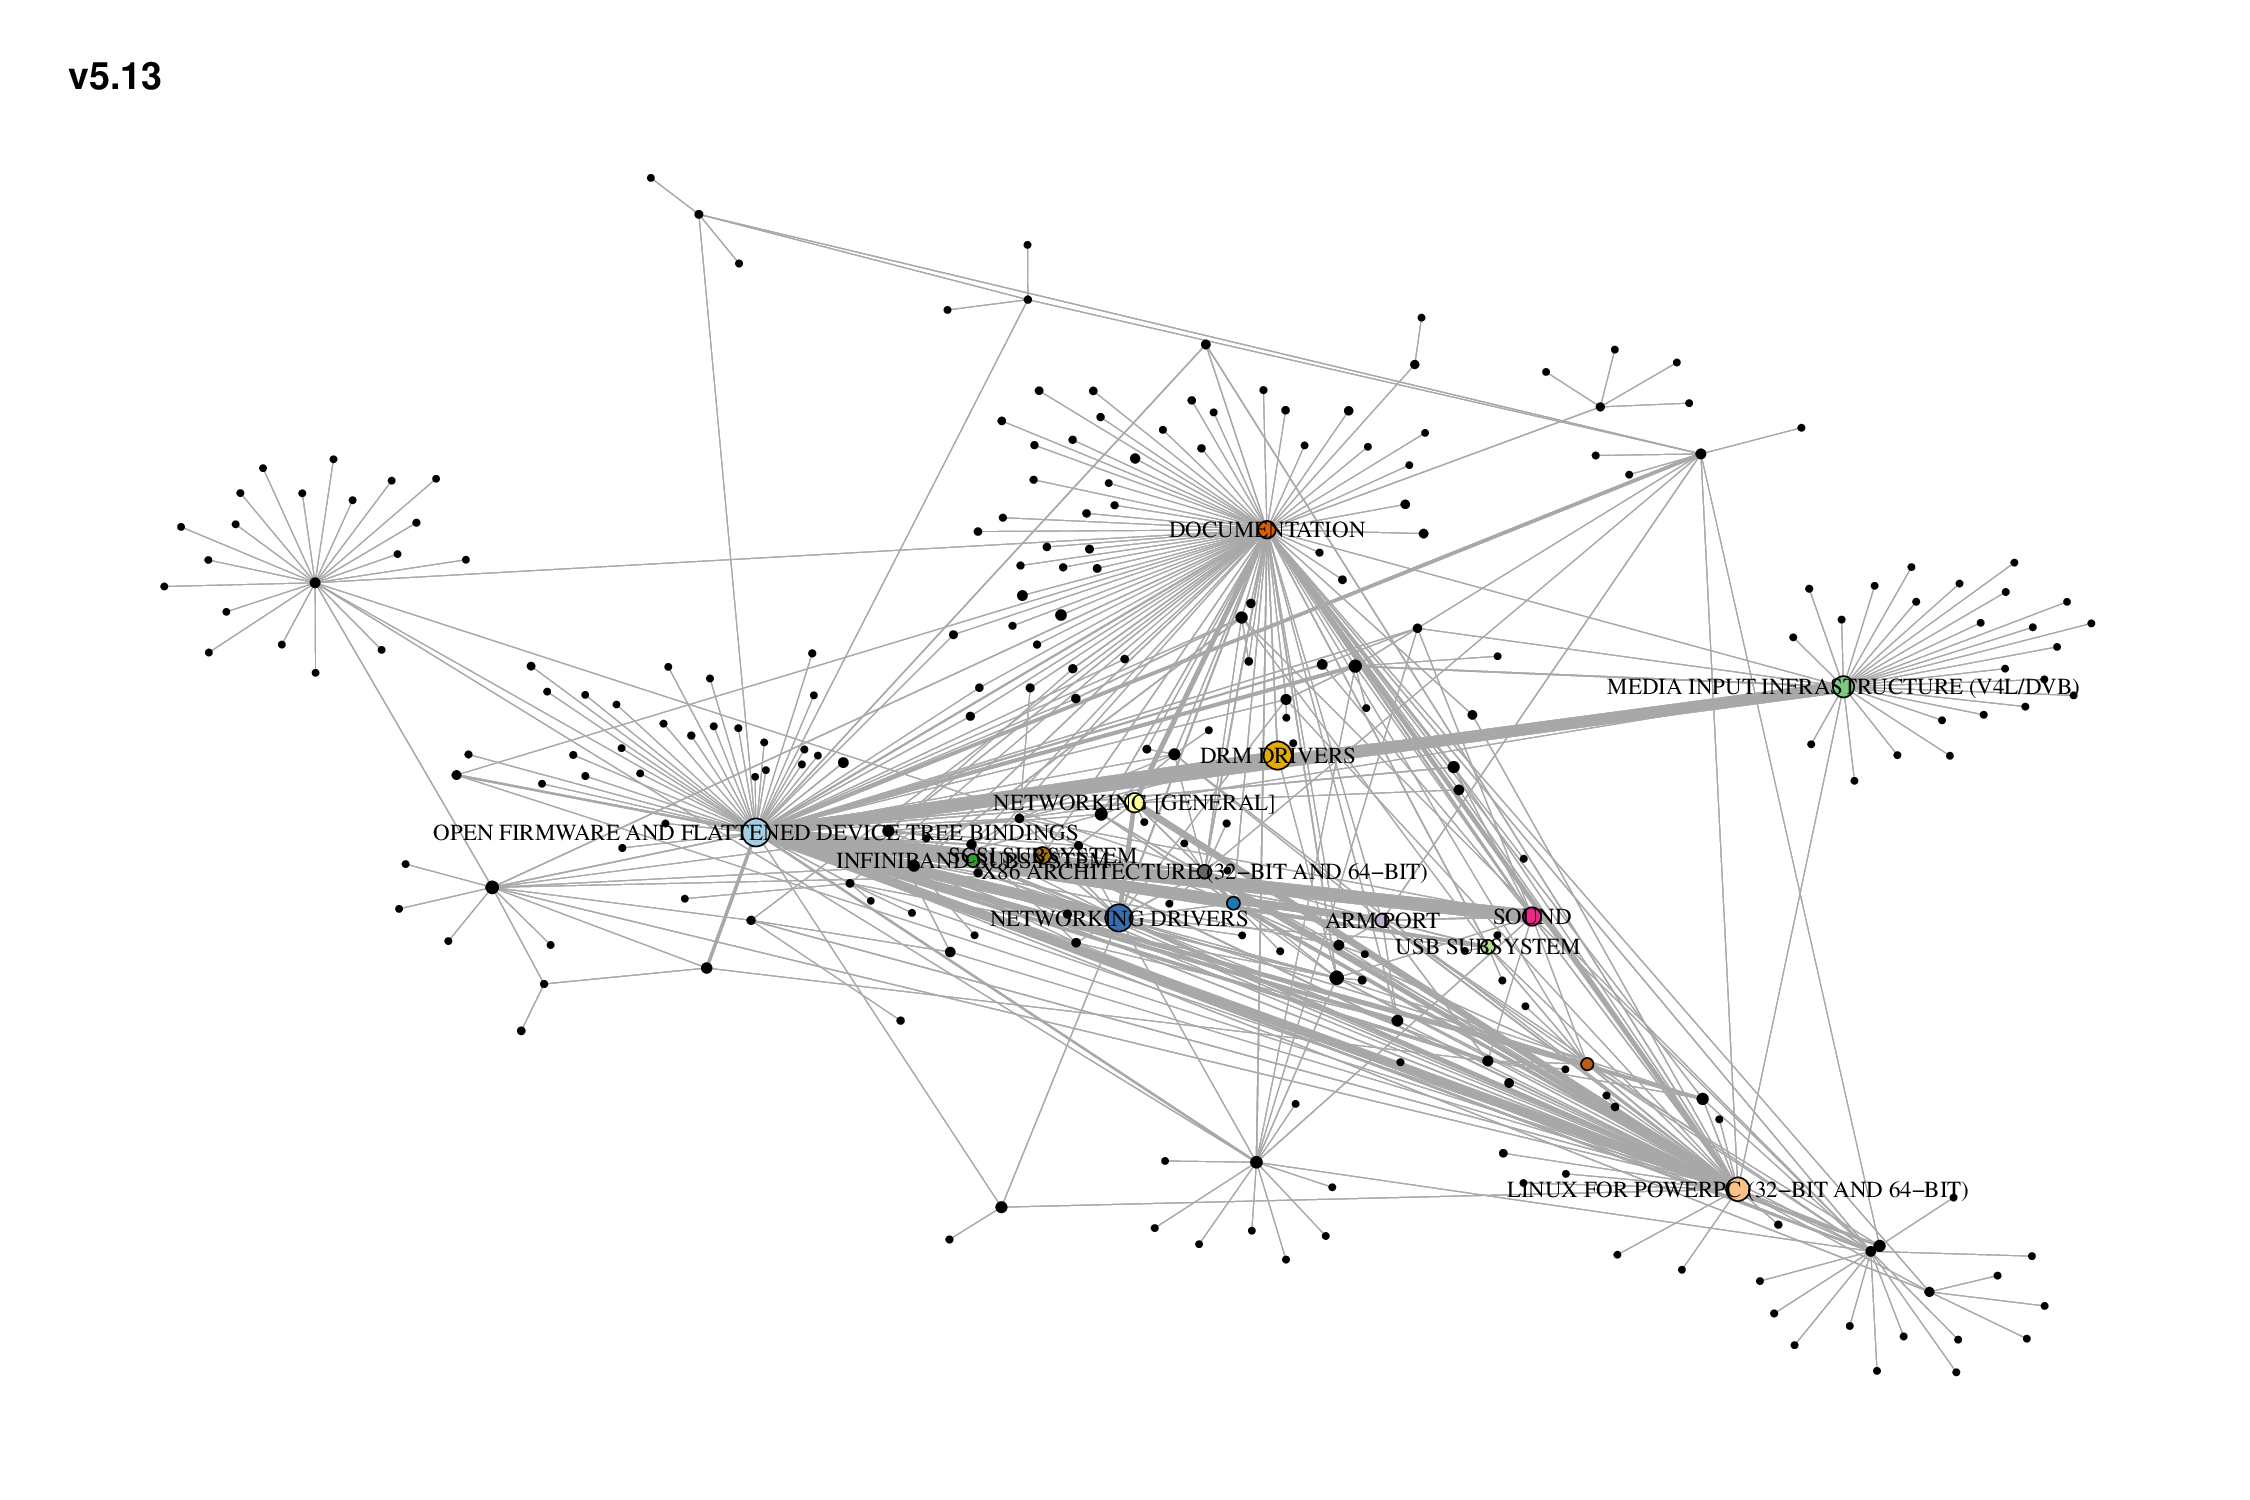 v5.13
DOCUMENTATION
MEDIA INPUT INFRASTRUCTURE (V4L/DVB)
DRM DRIVERS
NETWORKING [GENERAL]
OPEN FIRMWARE AND FLATTENED DEVICE TREE BINDINGS
SCSI SUBSYSTEM
INFINIBAND SUBSYSTEM
X86 ARCHITECTURE (32−BIT AND 64−BIT)
NETWORKING DRIVERS
ARM PORT
SOUND
USB SUBSYSTEM
LINUX FOR POWERPC (32−BIT AND 64−BIT)